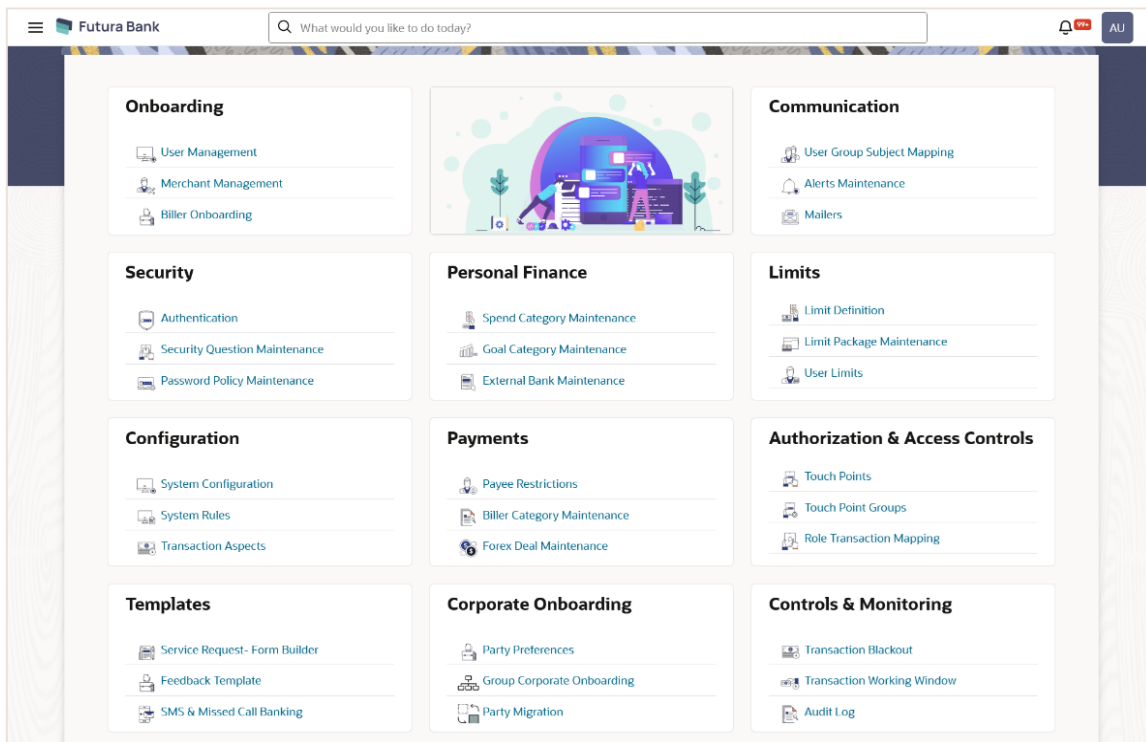 Futura Bank
What would you like to do today?
99+
AU
Onboarding
User Management
Merchant Management
Biller Onboarding
Communication
User Group Subject Mapping
Alerts Maintenance
Mailers
Security
Authentication
Security Question Maintenance
Password Policy Maintenance
Personal Finance
Spend Category Maintenance
Goal Category Maintenance
External Bank Maintenance
Limits
Limit Definition
Limit Package Maintenance
User Limits
Configuration
System Configuration
System Rules
Transaction Aspects
Payments
Payee Restrictions
Biller Category Maintenance
Forex Deal Maintenance
Authorization & Access Controls
Touch Points
Touch Point Groups
Role Transaction Mapping
Templates
Service Request- Form Builder
Feedback Template
SMS & Missed Call Banking
Corporate Onboarding
Party Preferences
Group Corporate Onboarding
Party Migration
Controls & Monitoring
Transaction Blackout
Transaction Working Window
Audit Log